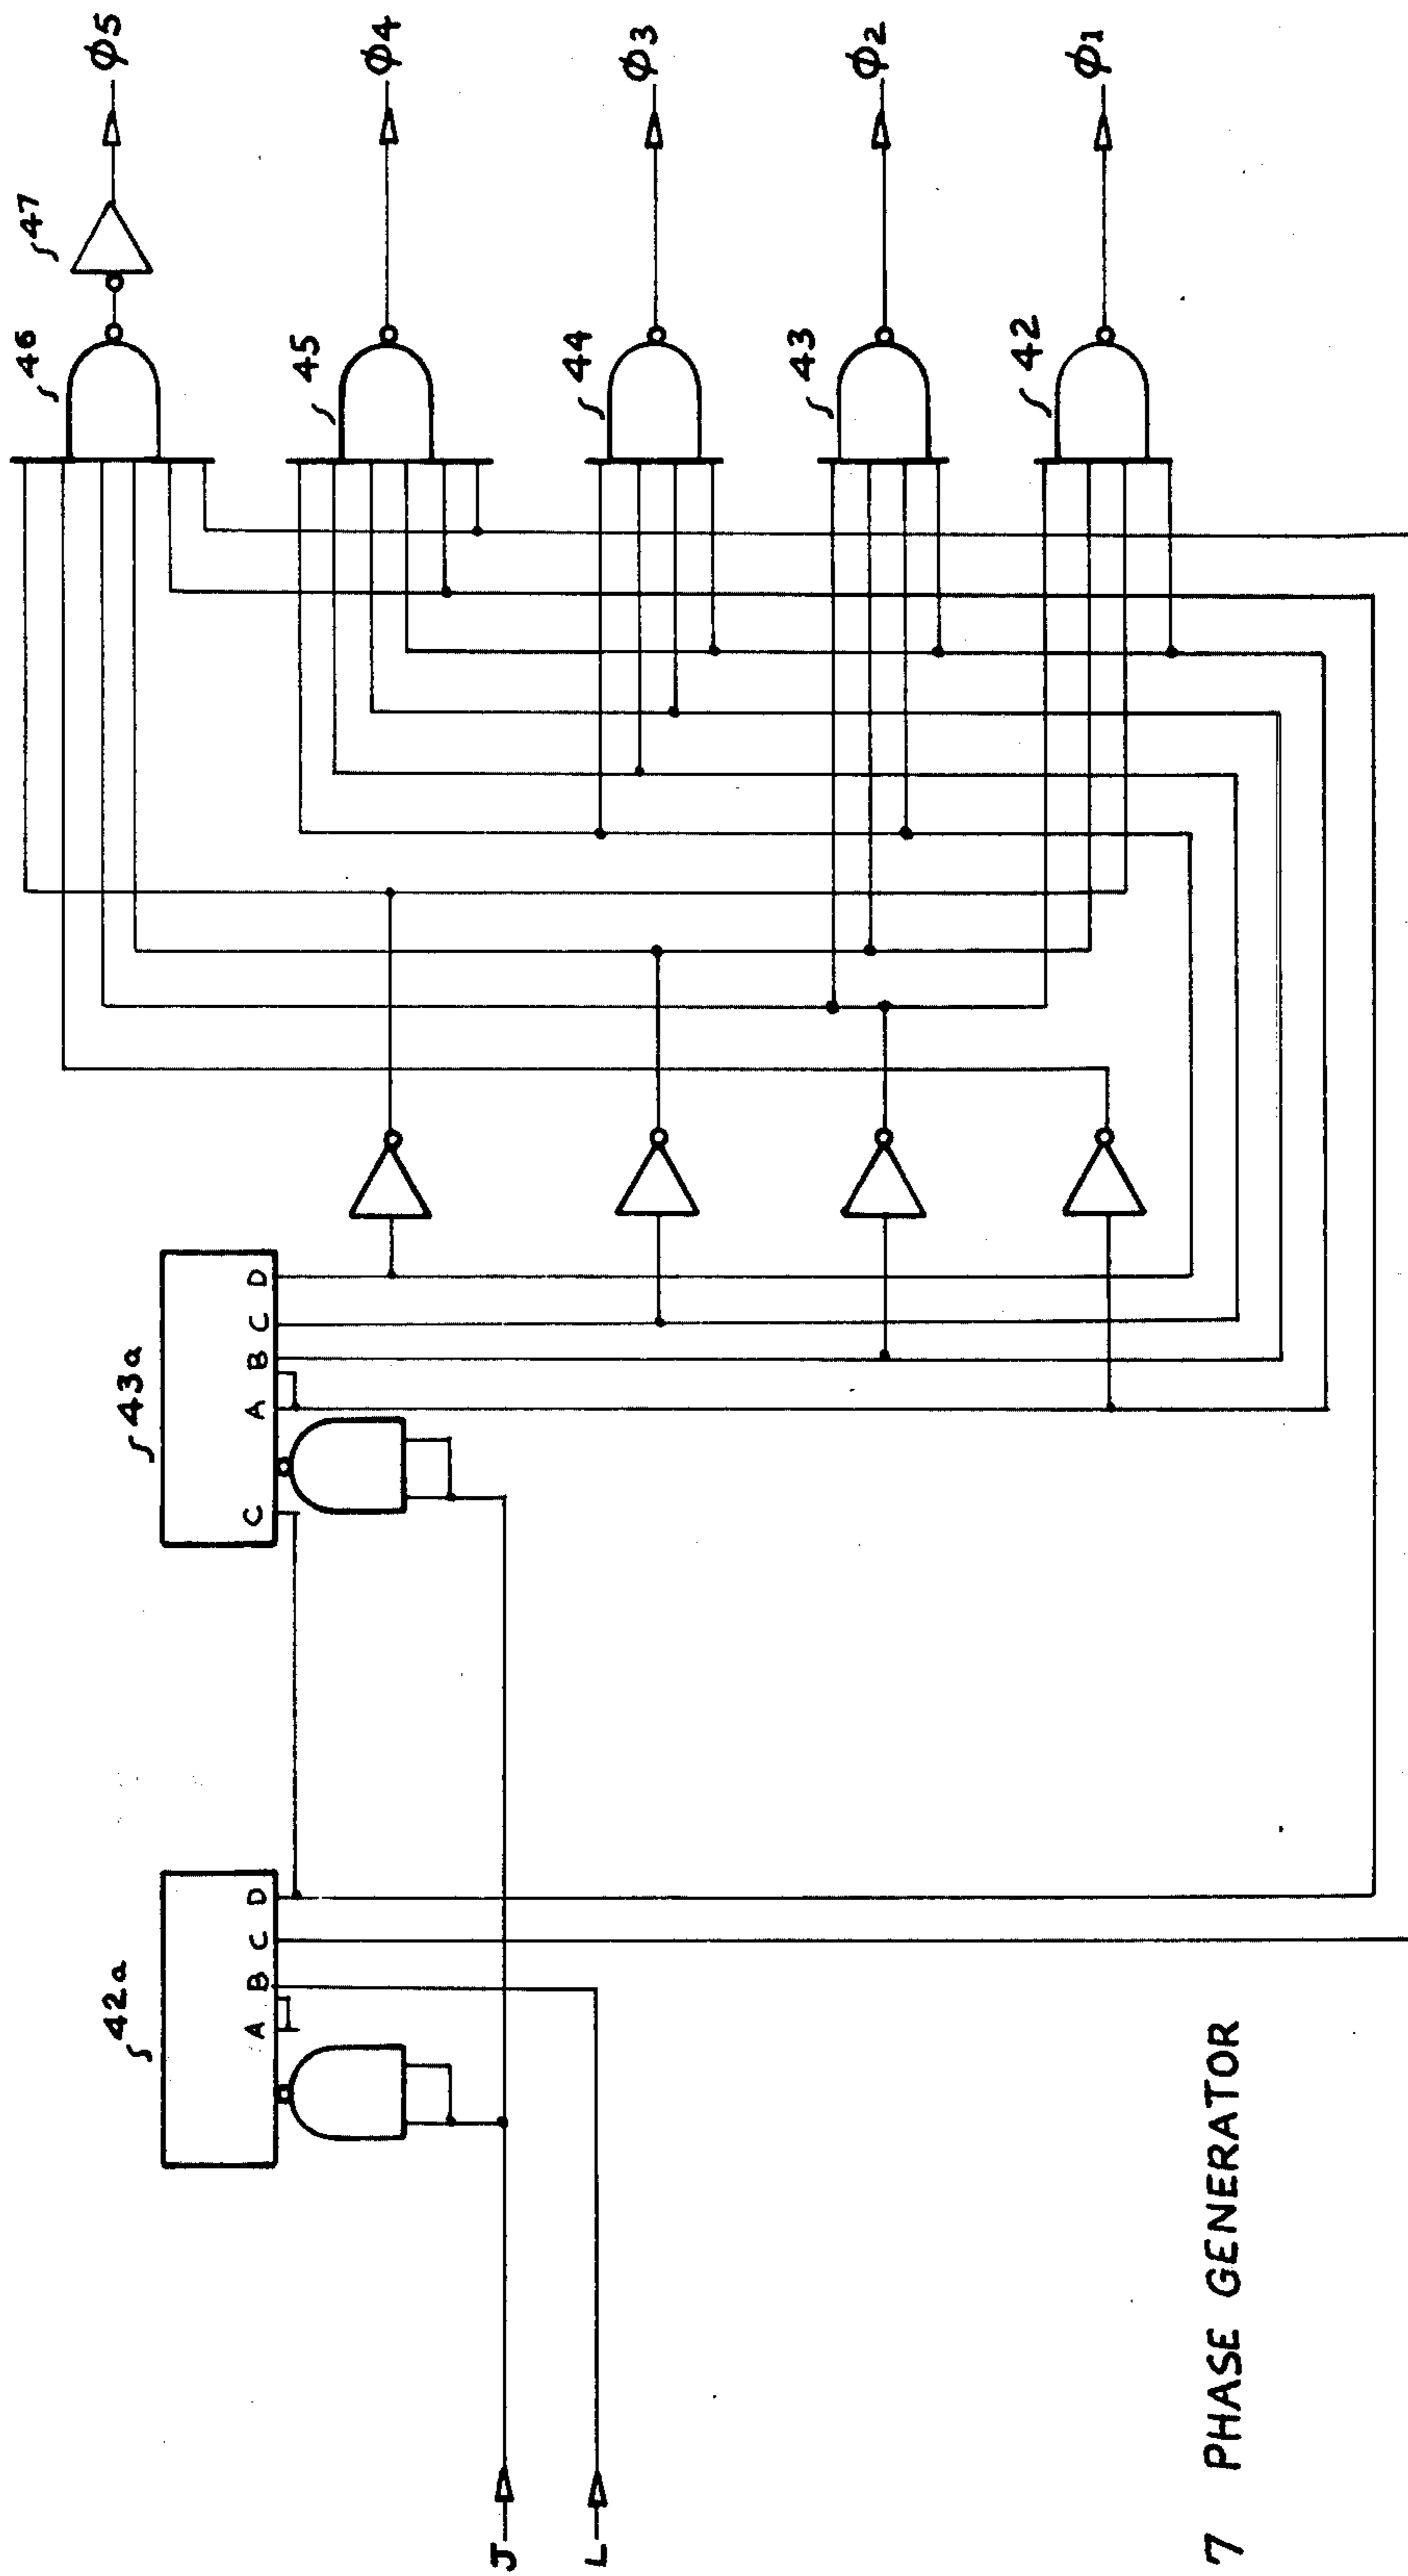 42a
A B C D
43a
C A B C D
J
L
46
47
φ5
45
φ4
44
φ3
43
φ2
42
φ1
7 PHASE GENERATOR